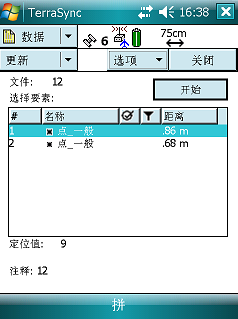 TerraSync 16:38
数据 6 75cm
更新 选项 关闭
文件: 12 开始
选择要素:
# 名称 距离
1 点_一般 .86 m
2 点_一般 .68 m
定位值: 9
注释: 12
拼